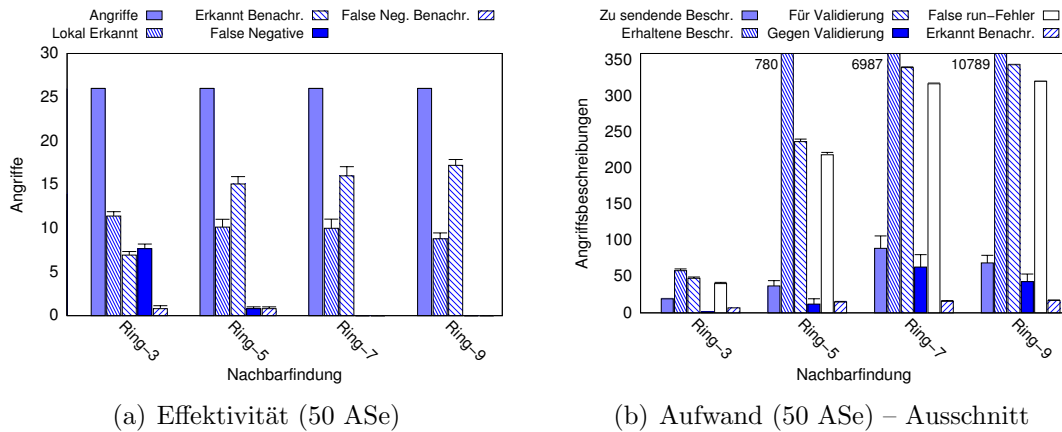 Angriffe Erkannt Benachr. False Neg. Benachr.
Lokal Erkannt False Negative
30
25
20
15
10
5
0
Angriffe
Ring−3 Ring−5 Ring−7 Ring−9
Nachbarfindung
(a) Effektivität (50 ASe)
Zu sendende Beschr. Für Validierung False run−Fehler
Erhaltene Beschr. Gegen Validierung Erkannt Benachr.
350
300
250
200
150
100
50
0
780 6987 10789
Angriffsbeschreibungen
Ring−3 Ring−5 Ring−7 Ring−9
Nachbarfindung
(b) Aufwand (50 ASe) – Ausschnitt